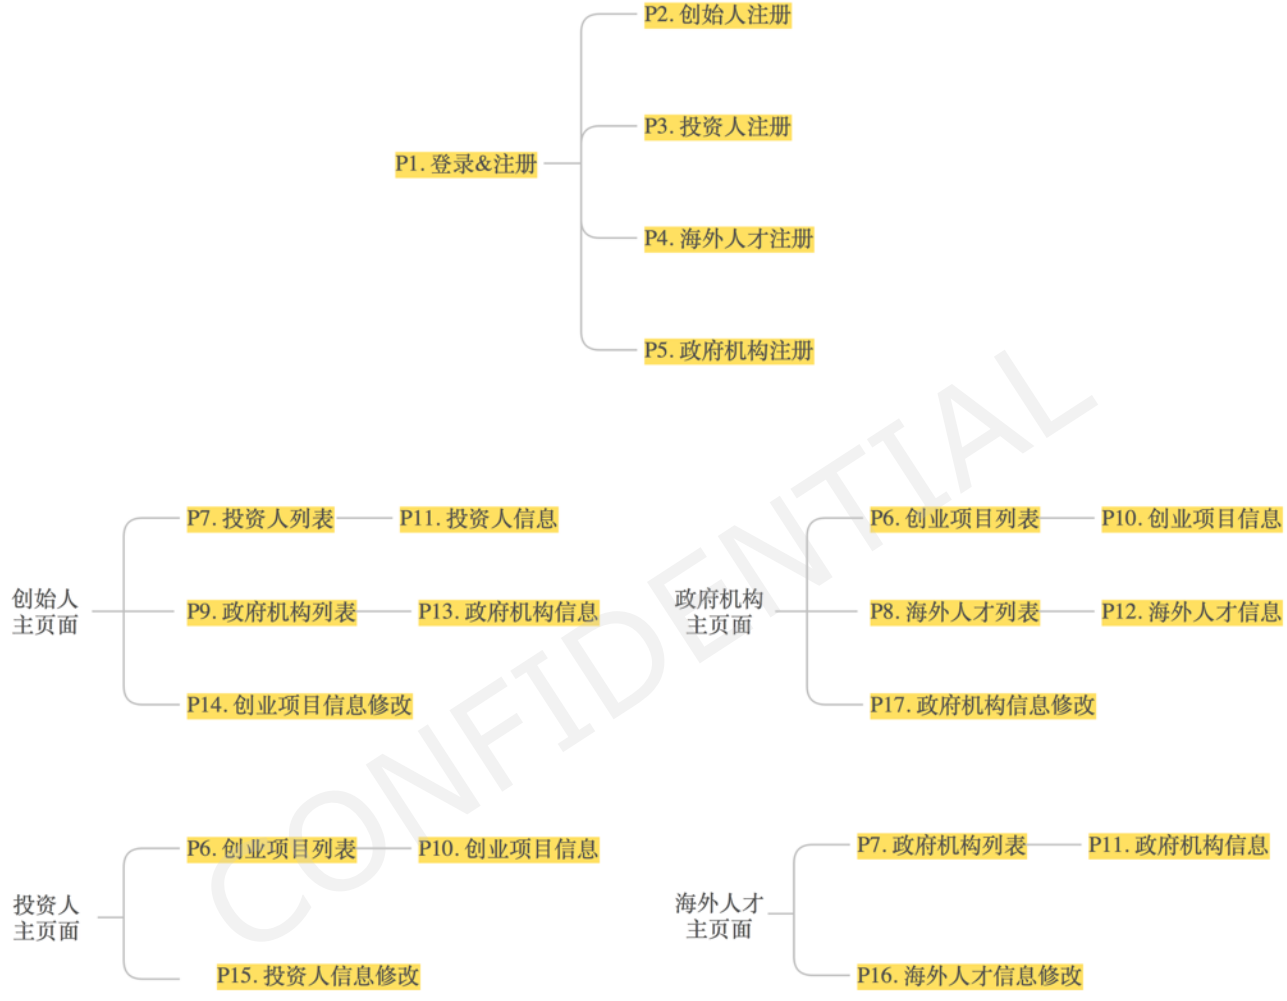 P2. 创始人注册
P3. 投资人注册
P1. 登录&注册
P4. 海外人才注册
P5. 政府机构注册
P7. 投资人列表
P11. 投资人信息
创始人
主页面
P9. 政府机构列表
P13. 政府机构信息
P14. 创业项目信息修改
P6. 创业项目列表
P10. 创业项目信息
政府机构
主页面
P8. 海外人才列表
P12. 海外人才信息
P17. 政府机构信息修改
P6. 创业项目列表
P10. 创业项目信息
投资人
主页面
P15. 投资人信息修改
P7. 政府机构列表
P11. 政府机构信息
海外人才
主页面
P16. 海外人才信息修改
CONFIDENTIAL